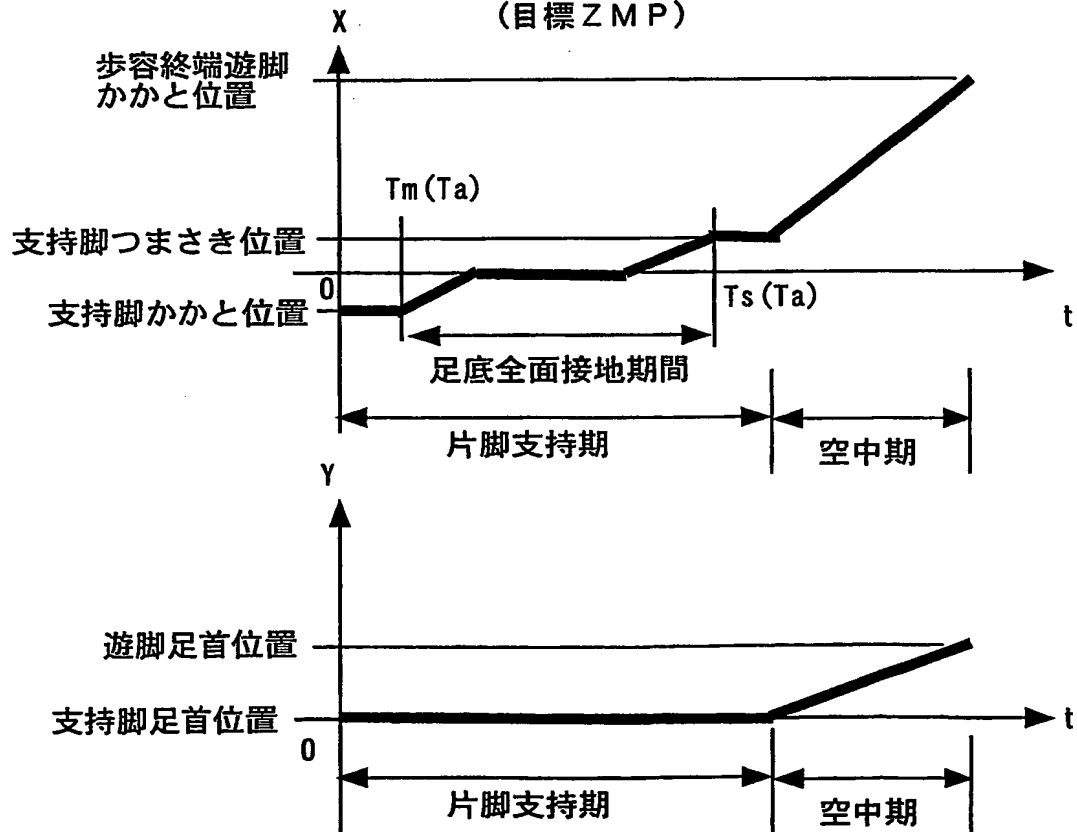 (目標ZMP)
X
歩容終端遊脚
かかと位置
Tm(Ta)
支持脚つまさき位置
0
Ts(Ta)
支持脚かかと位置
t
足底全面接地期間
片脚支持期
空中期
Y
遊脚足首位置
支持脚足首位置
t
0
片脚支持期
空中期